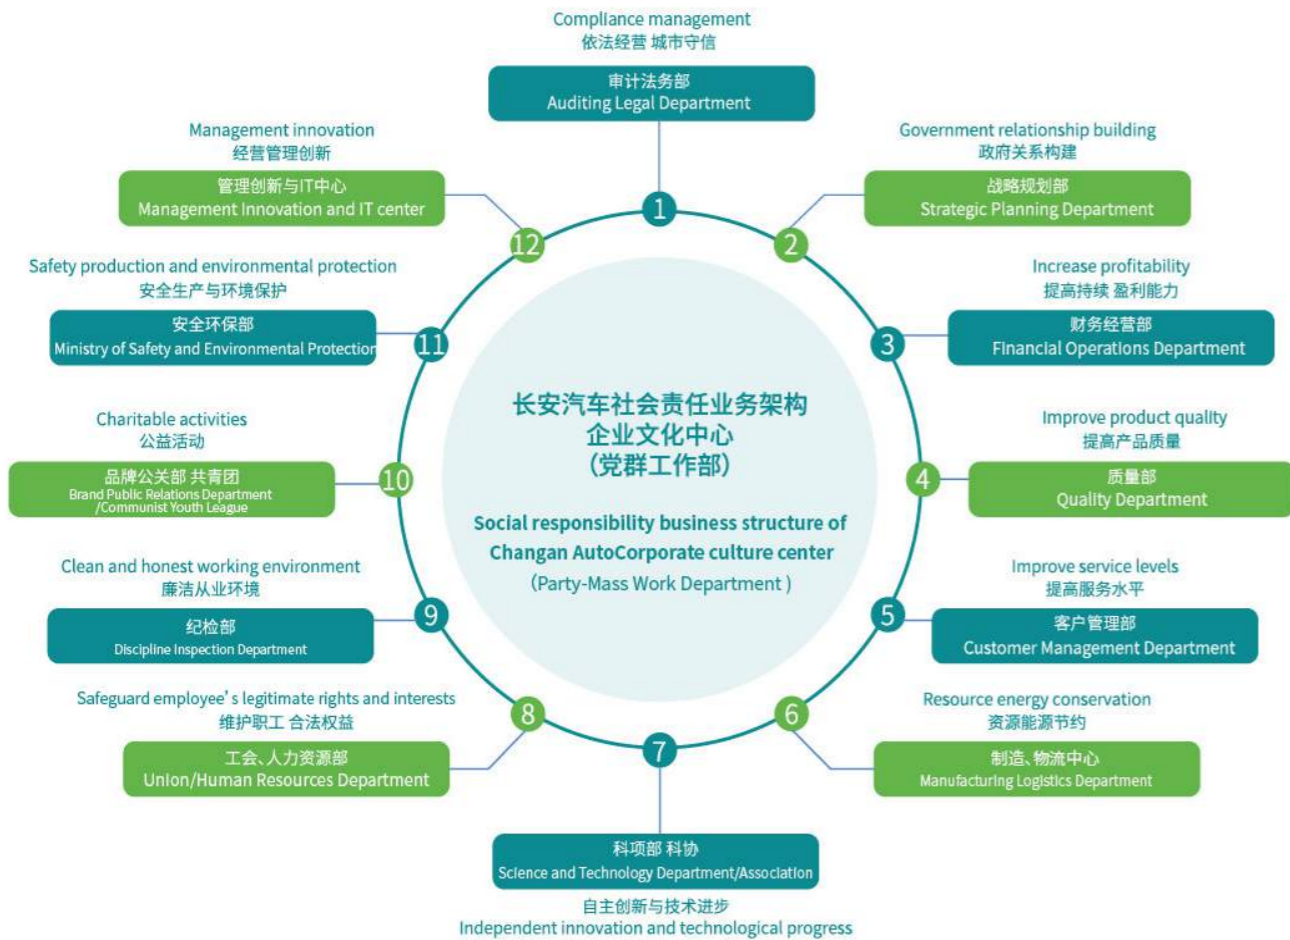 Compliance management
依法经营 城市守信
审计法务部
Auditing Legal Department
1
Government relationship building
政府关系构建
战略规划部
Strategic Planning Department
2
Increase profitability
提高持续 盈利能力
财务经营部
Financial Operations Department
3
Improve product quality
提高产品质量
质量部
Quality Department
4
Improve service levels
提高服务水平
客户管理部
Customer Management Department
5
Resource energy conservation
资源能源节约
制造、物流中心
Manufacturing Logistics Department
6
7
科项部 科协
Science and Technology Department/Association
自主创新与技术进步
Independent innovation and technological progress
Safeguard employee's legitimate rights and interests
维护职工 合法权益
工会、人力资源部
Union/Human Resources Department
8
Clean and honest working environment
廉洁从业环境
纪检部
Discipline Inspection Department
9
Charitable activities
公益活动
品牌公关部 共青团
Brand Public Relations Department
/Communist Youth League
10
Safety production and environmental protection
安全生产与环境保护
安全环保部
Ministry of Safety and Environmental Protection
11
Management innovation
经营管理创新
管理创新与IT中心
Management Innovation and IT center
12
长安汽车社会责任业务架构
企业文化中心
（党群工作部）
Social responsibility business structure of
Changan AutoCorporate culture center
（Party-Mass Work Department )